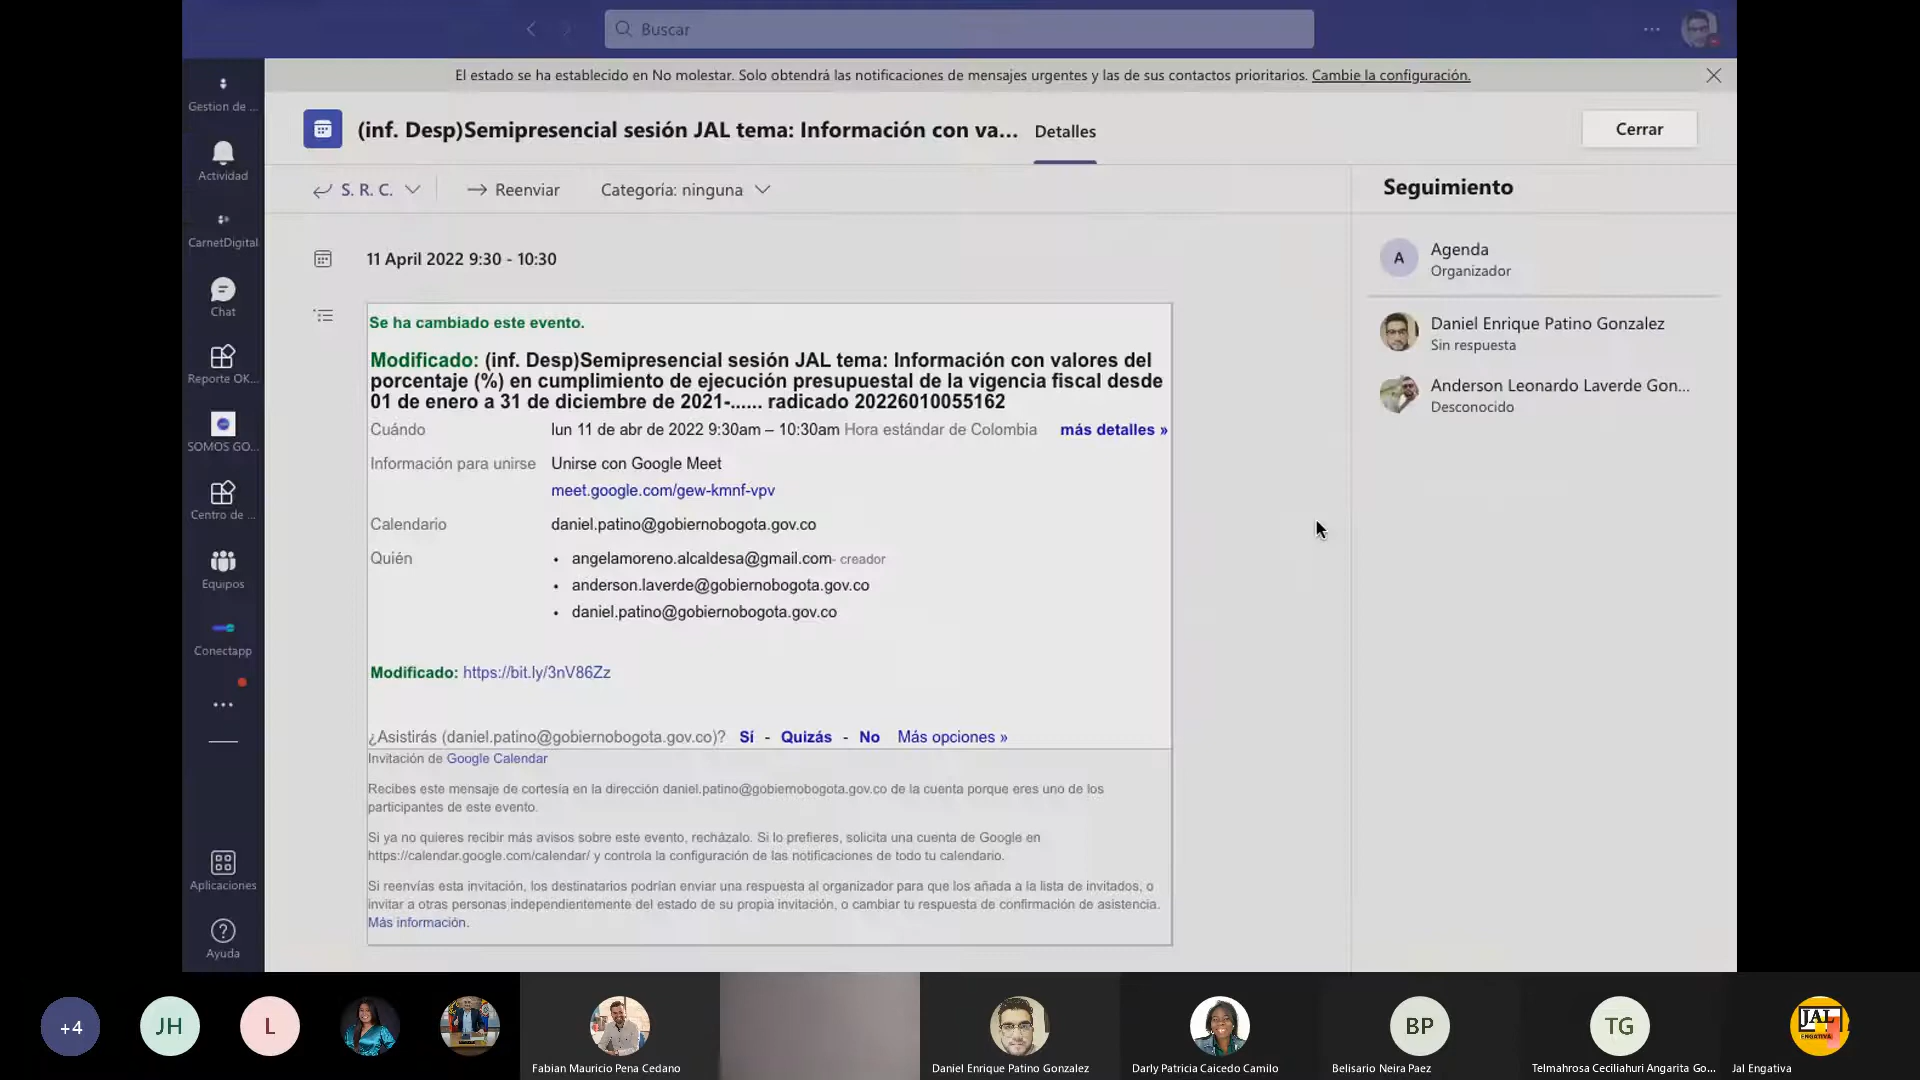 Buscar
El estado se ha establecido en No molestar. Solo obtendrá las notificaciones de mensajes urgentes y las de sus contactos prioritarios. Cambie la configuración.
Gestion de ...
Actividad
CarnetDigital
Chat
Reporte OK...
SOMOS GO...
Centro de ...
Equipos
Conectapp
Aplicaciones
Ayuda
(inf. Desp)Semipresencial sesión JAL tema: Información con va...
Detalles
Cerrar
S. R. C.
Reenviar
Categoría: ninguna
11 April 2022 9:30 - 10:30
Se ha cambiado este evento.
Modificado: (inf. Desp)Semipresencial sesión JAL tema: Información con valores del
porcentaje (%) en cumplimiento de ejecución presupuestal de la vigencia fiscal desde
01 de enero a 31 de diciembre de 2021-...... radicado 20226010055162
Cuándo lun 11 de abr de 2022 9:30am – 10:30am Hora estándar de Colombia más detalles »
Información para unirse Unirse con Google Meet
meet.google.com/gew-kmnf-vpv
Calendario daniel.patino@gobiernobogota.gov.co
Quién • angelamoreno.alcaldesa@gmail.com- creador
• anderson.laverde@gobiernobogota.gov.co
• daniel.patino@gobiernobogota.gov.co
Modificado: https://bit.ly/3nV86Zz
¿Asistirás (daniel.patino@gobiernobogota.gov.co)? Sí - Quizás - No Más opciones »
Invitación de Google Calendar
Recibes este mensaje de cortesía en la dirección daniel.patino@gobiernobogota.gov.co de la cuenta porque eres uno de los
participantes de este evento.
Si ya no quieres recibir más avisos sobre este evento, recházalo. Si lo prefieres, solicita una cuenta de Google en
https://calendar.google.com/calendar/ y controla la configuración de las notificaciones de todo tu calendario.
Si reenvías esta invitación, los destinatarios podrían enviar una respuesta al organizador para que los añada a la lista de invitados, o
invitar a otras personas independientemente del estado de su propia invitación, o cambiar tu respuesta de confirmación de asistencia.
Más información.
Seguimiento
A
Agenda
Organizador
Daniel Enrique Patino Gonzalez
Sin respuesta
Anderson Leonardo Laverde Gon...
Desconocido
+4
JH
L
Fabian Mauricio Pena Cedano
Daniel Enrique Patino Gonzalez
Darly Patricia Caicedo Camilo
BP
Belisario Neira Paez
TG
Telmahrosa Ceciliahuri Angarita Go...
JAL
ENGATIVÁ
Jal Engativa